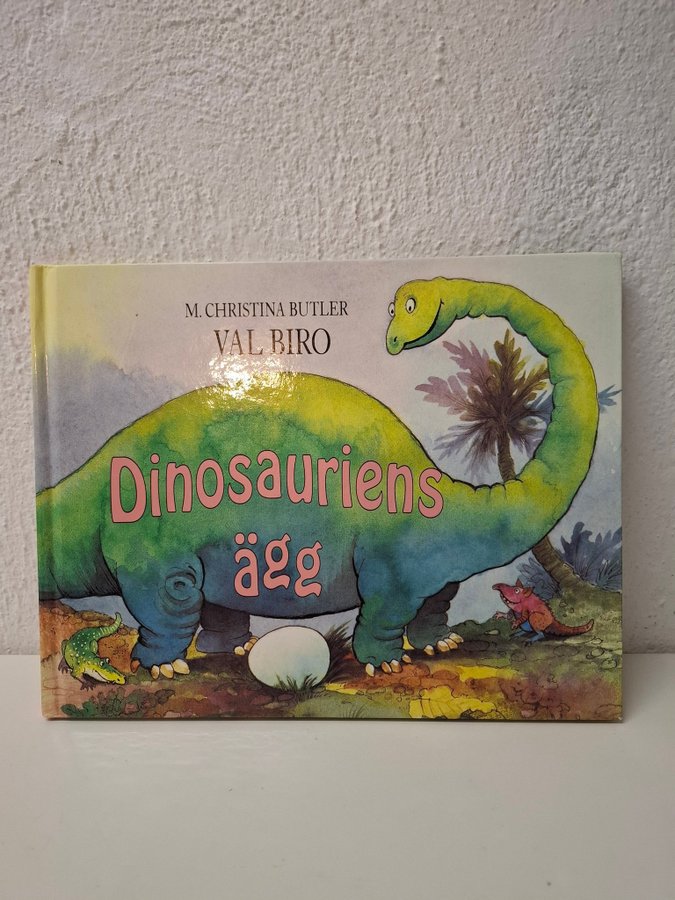 M. CHRISTINA BUTLER
VAL BIRO
Dinosauriens
ägg